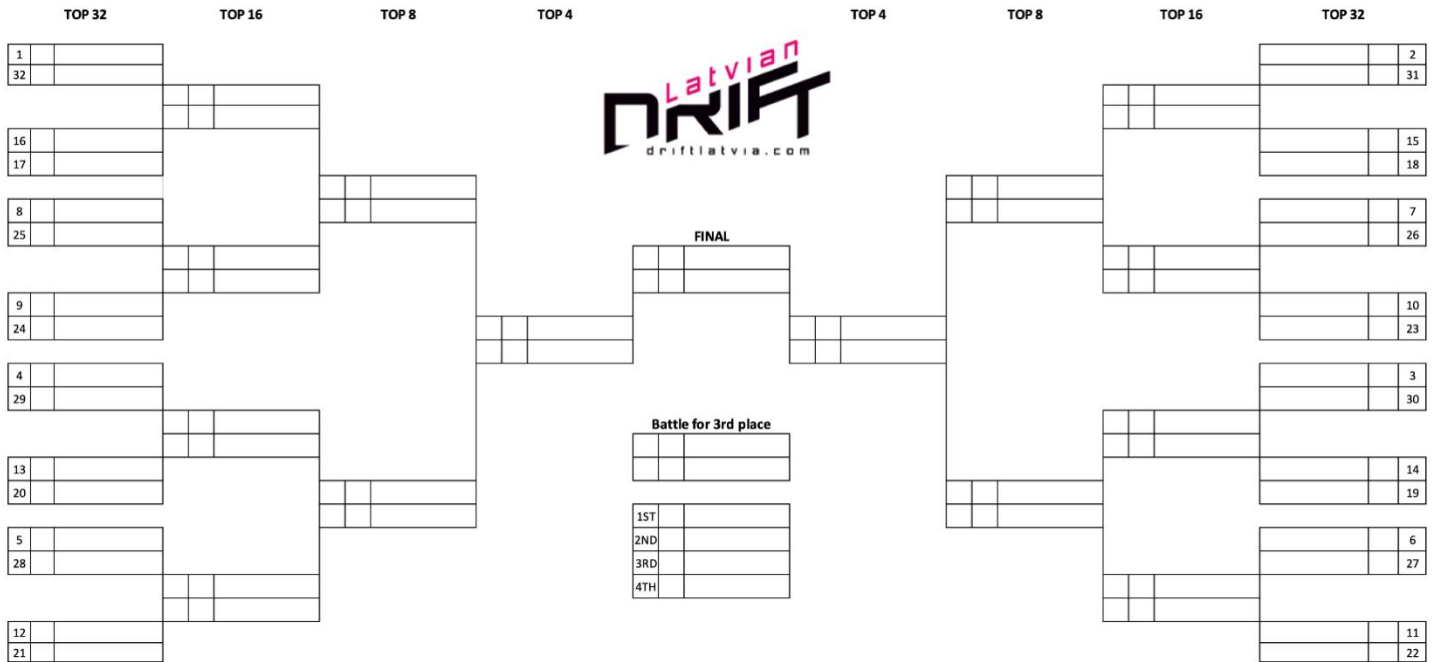 TOP 32 TOP 16 TOP 8 TOP 4 TOP 4 TOP 8 TOP 16 TOP 32
Latvian
DRIFT
driftlatvia.com
1 2
32 31
16 15
17 18
8 7
25 26
FINAL
9 10
24 23
4 3
29 30
Battle for 3rd place
13 14
20 19
1ST
5 2ND 6
28 3RD 27
4TH
12 11
21 22